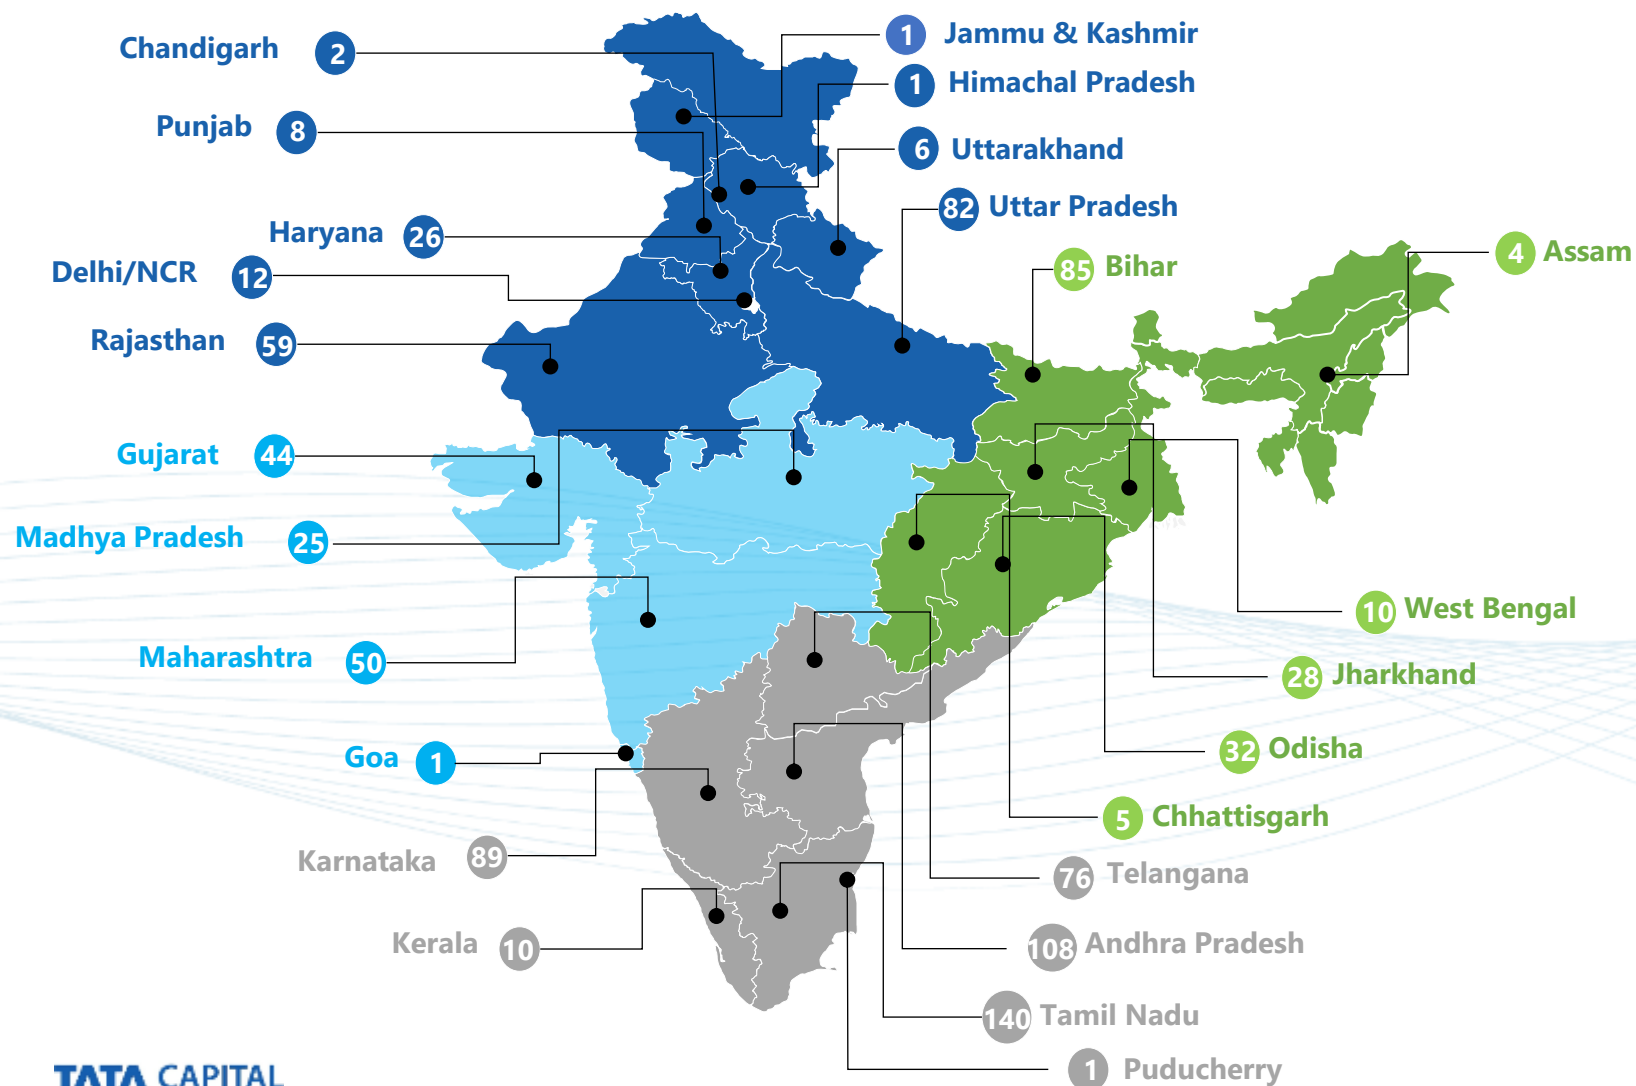 Chandigarh 2
1 Jammu & Kashmir
1 Himachal Pradesh
Punjab 8
6 Uttarakhand
82 Uttar Pradesh
Haryana 26
4 Assam
85 Bihar
Delhi/NCR 12
Rajasthan 59
Gujarat 44
Madhya Pradesh 25
10 West Bengal
Maharashtra 50
28 Jharkhand
32 Odisha
Goa 1
5 Chhattisgarh
Karnataka 89
76 Telangana
Kerala 10
108 Andhra Pradesh
140 Tamil Nadu
1 Puducherry
TATA CAPITAL